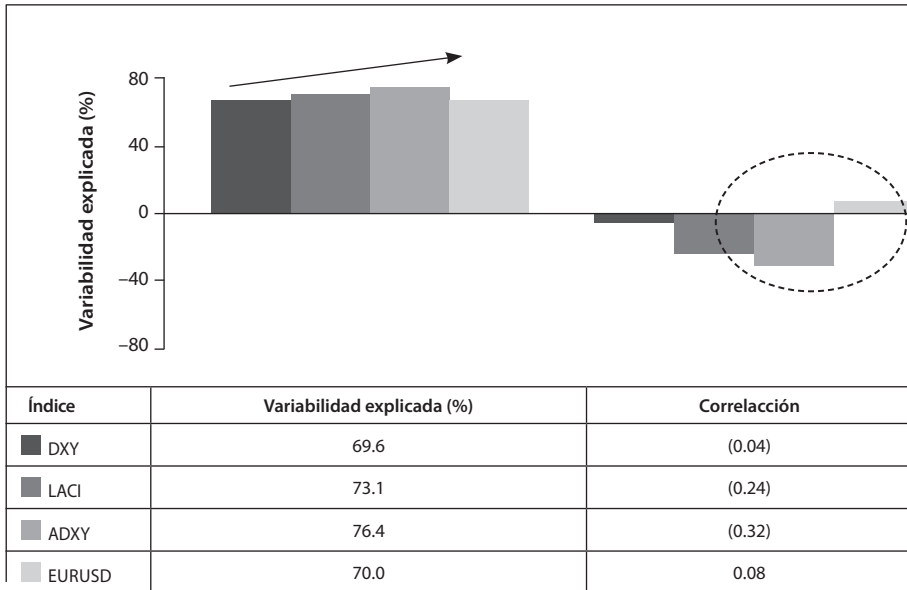 Variabilidad explicada (%)
80
40
0
−40
−80
Índice Variabilidad explicada (%) Correlacción
DXY 69.6 (0.04)
LACI 73.1 (0.24)
ADXY 76.4 (0.32)
EURUSD 70.0 0.08